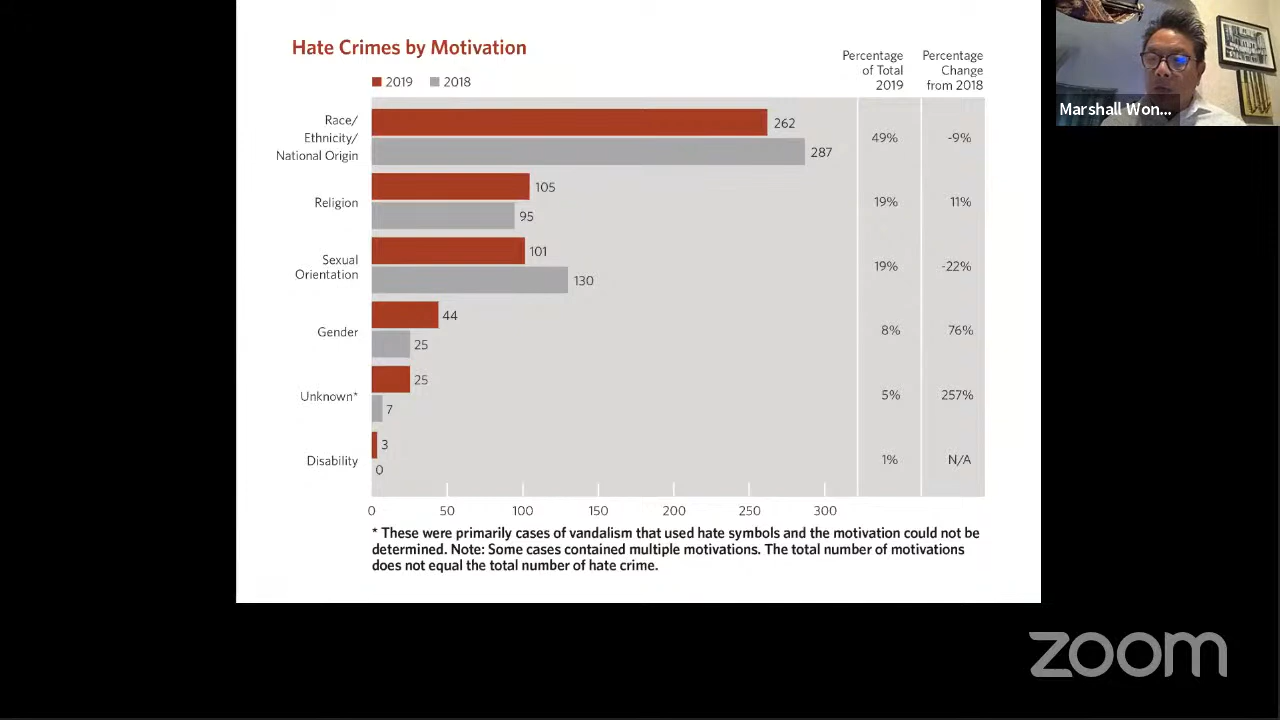 Hate Crimes by Motivation
Percentage
of Total
2019
Percentage
Change
from 2018
2019
2018
Race/
Ethnicity/
National Origin
262
287
49%
-9%
Religion
105
95
19%
11%
Sexual
Orientation
101
130
19%
-22%
Gender
44
25
8%
76%
Unknown*
25
7
5%
257%
Disability
3
0
1%
N/A
0 50 100 150 200 250 300
* These were primarily cases of vandalism that used hate symbols and the motivation could not be
determined. Note: Some cases contained multiple motivations. The total number of motivations
does not equal the total number of hate crime.
Marshall Won...
zoom